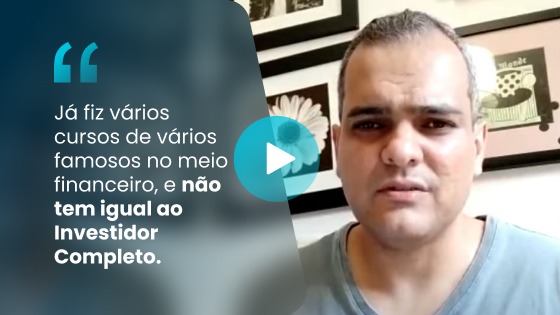 Já fiz vários
cursos de vários
famosos no meio
financeiro, e não
tem igual ao
Investidor
Completo.